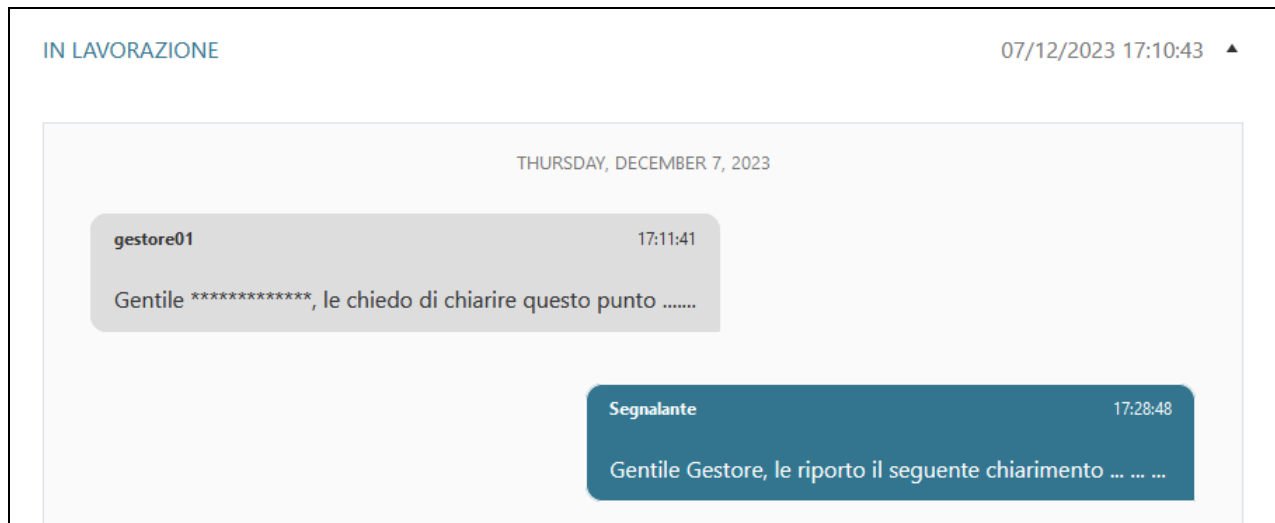 IN LAVORAZIONE 07/12/2023 17:10:43
THURSDAY, DECEMBER 7, 2023
gestore01 17:11:41
Gentile *************, le chiedo di chiarire questo punto .......
Segnalante 17:28:48
Gentile Gestore, le riporto il seguente chiarimento ... ... ...